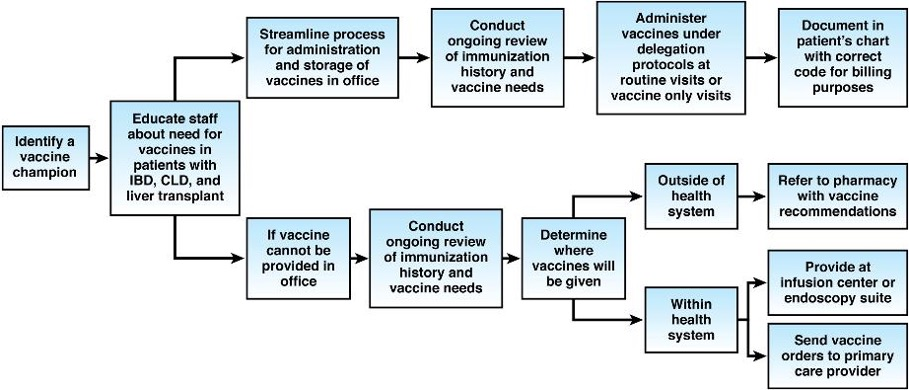 Identify a
vaccine
champion
Educate staff
about need for
vaccines in
patients with
IBD, CLD, and
liver transplant
Streamline process
for administration
and storage of
vaccines in office
Conduct
ongoing review
of immunization
history and
vaccine needs
Administer
vaccines under
delegation
protocols at
routine visits or
vaccine only visits
Document in
patient's chart
with correct
code for billing
purposes
If vaccine
cannot be
provided in
office
Conduct
ongoing review
of immunization
history and
vaccine needs
Determine
where
vaccines will
be given
Outside of
health
system
Refer to pharmacy
with vaccine
recommendations
Within
health
system
Provide at
infusion center or
endoscopy suite
Send vaccine
orders to primary
care provider